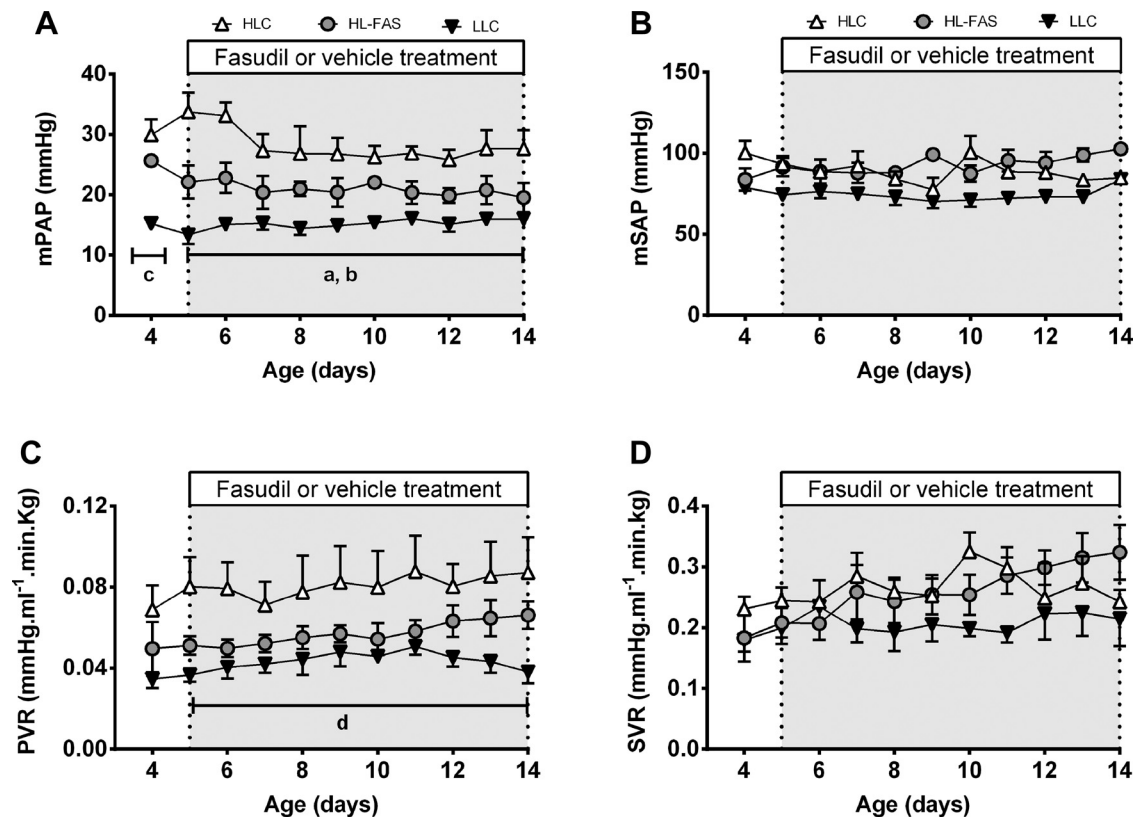 A
HLC HL-FAS LLC
Fasudil or vehicle treatment
mPAP (mmHg)
40
30
20
10
0
c
a, b
4 6 8 10 12 14
Age (days)
B
HLC HL-FAS LLC
Fasudil or vehicle treatment
mSAP (mmHg)
150
100
50
0
4 6 8 10 12 14
Age (days)
C
Fasudil or vehicle treatment
PVR (mmHg.ml⁻¹.min.Kg)
0.12
0.08
0.04
0.00
d
4 6 8 10 12 14
Age (days)
D
Fasudil or vehicle treatment
SVR (mmHg.ml⁻¹.min.kg)
0.4
0.3
0.2
0.1
0.0
4 6 8 10 12 14
Age (days)